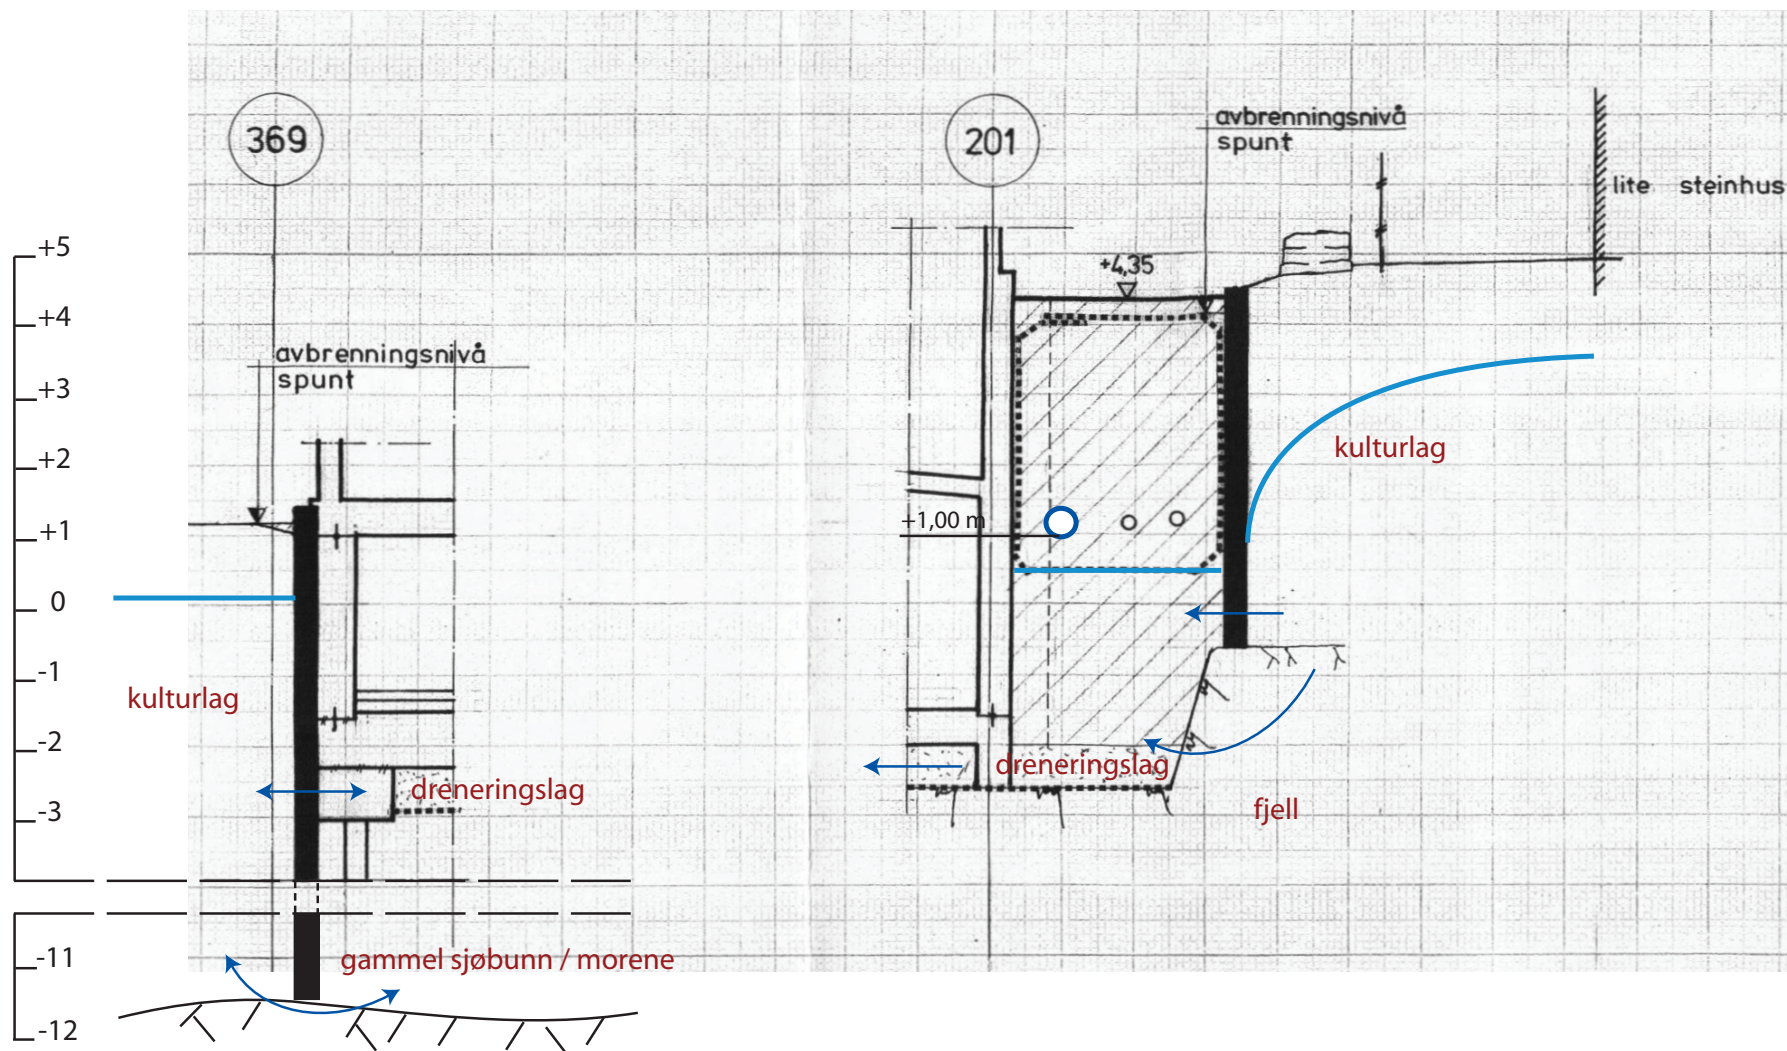 369
201
avbrenningsnivå
spunt
lite steinhus
+5
+4,35
+4
avbrenningsnivå
spunt
+3
kulturlag
+2
+1,00 m
+1
0
-1
kulturlag
-2
dreneringslag
dreneringslag
-3
fjell
-11
gammel sjøbunn / morene
-12